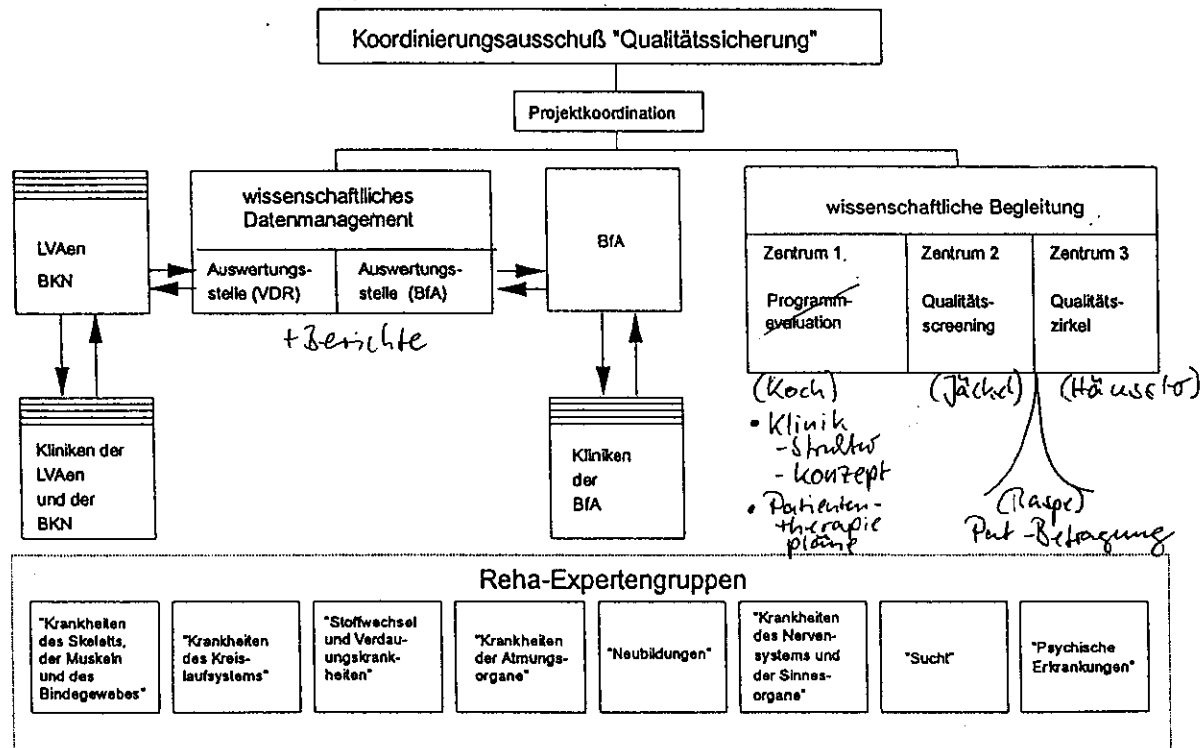 Koordinierungsausschuß "Qualitätssicherung"
Projektkoordination
LVAen
BKN
wissenschaftlliches
Datenmanagement
Auswertungs-
stelle (VDR)
Auswertungs-
stelle (BfA)
+ Berichte
BfA
wissenschaftliche Begleitung
Zentrum 1
Programm-
evaluation
Zentrum 2
Qualitäts-
screening
Zentrum 3
Qualitäts-
zirkel
(Koch)
• Klinik
- Struktur
- Konzept
• Patienten-
therapie
pläne
(Jäckel)
(Raspe)
Pat-Befragung
Kliniken der
LVAen
und der
BKN
Kliniken
der
BfA
Reha-Expertengruppen
"Krankheiten
des Skeletts,
der Muskeln
und des
Bindegewebes"
"Krankheiten
des Kreis-
laufsystems"
"Stoffwechsel
und Verdau-
ungskrank-
heiten"
"Krankheiten
der Atmungs-
organe"
"Neubildungen"
"Krankheiten
des Nerven-
systems und
der Sinnes-
organe"
"Sucht"
"Psychische
Erkrankungen"